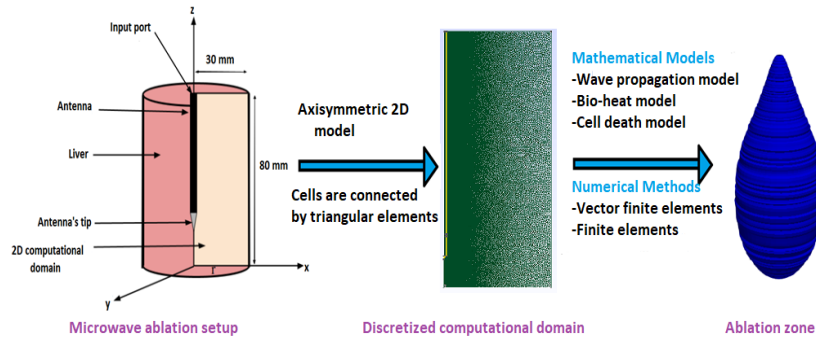 z
Input port
30 mm
Antenna
Liver
80 mm
Antenna's tip
2D computational
domain
r
x
y
Microwave ablation setup
Axisymmetric 2D
model
Cells are connected
by triangular elements
Discretized computational domain
Mathematical Models
-Wave propagation model
-Bio-heat model
-Cell death model
Numerical Methods
-Vector finite elements
-Finite elements
Ablation zone